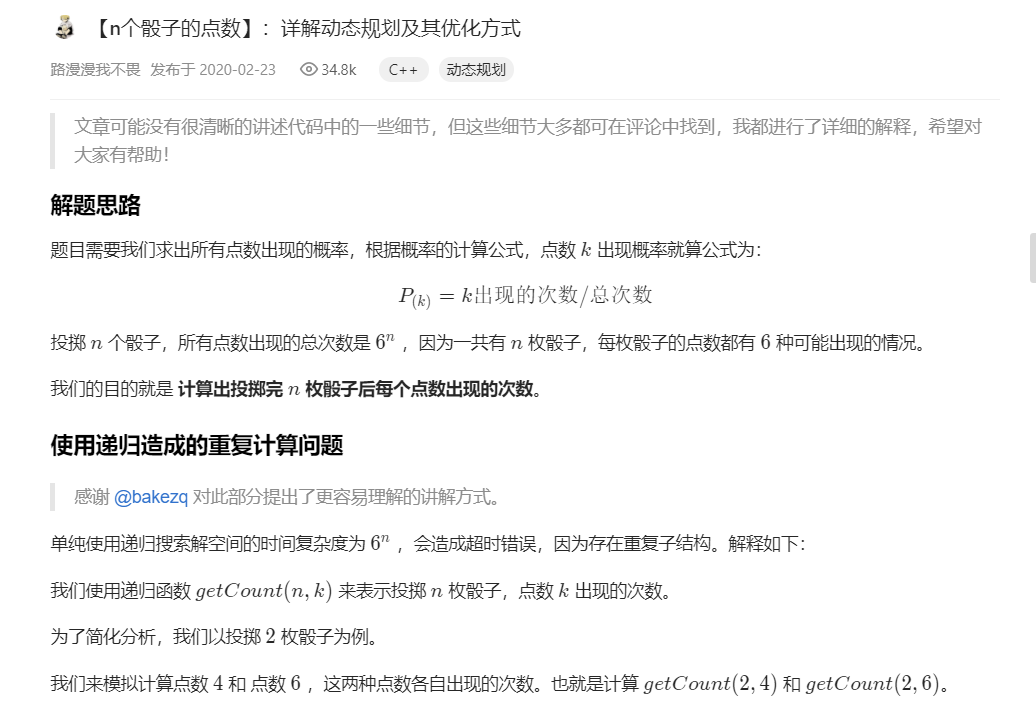 【n个骰子的点数】：详解动态规划及其优化方式
路漫漫我不畏 发布于 2020-02-23 34.8k C++ 动态规划
文章可能没有很清晰的讲述代码中的一些细节，但这些细节大多都可在评论中找到，我都进行了详细的解释，希望对
大家有帮助！
解题思路
题目需要我们求出所有点数出现的概率，根据概率的计算公式，点数 k 出现概率就算公式为：
P_{(k)} = k出现的次数/总次数
投掷 n 个骰子，所有点数出现的总次数是 6^n ，因为一共有 n 枚骰子，每枚骰子的点数都有 6 种可能出现的情况。
我们的目的就是 计算出投掷完 n 枚骰子后每个点数出现的次数。
使用递归造成的重复计算问题
感谢 @bakezq 对此部分提出了更容易理解的讲解方式。
单纯使用递归搜索解空间的时间复杂度为 6^n ，会造成超时错误，因为存在重复子结构。解释如下：
我们使用递归函数 getCount(n, k) 来表示投掷 n 枚骰子，点数 k 出现的次数。
为了简化分析，我们以投掷 2 枚骰子为例。
我们来模拟计算点数 4 和 点数 6 ，这两种点数各自出现的次数。也就是计算 getCount(2, 4) 和 getCount(2, 6)。